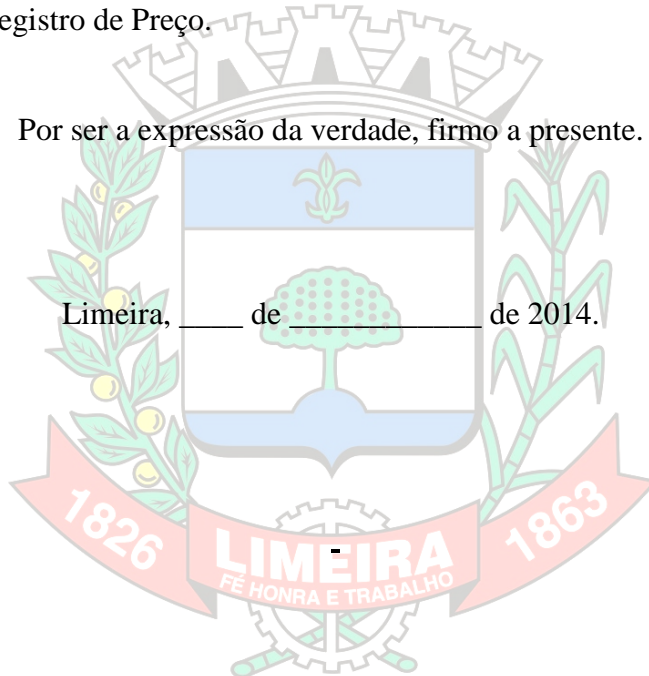 egistro de Preço.
Por ser a expressão da verdade, firmo a presente.
Limeira, ____ de ____________ de 2014.
-
1826 LIMEIRA 1863
FÉ HONRA E TRABALHO